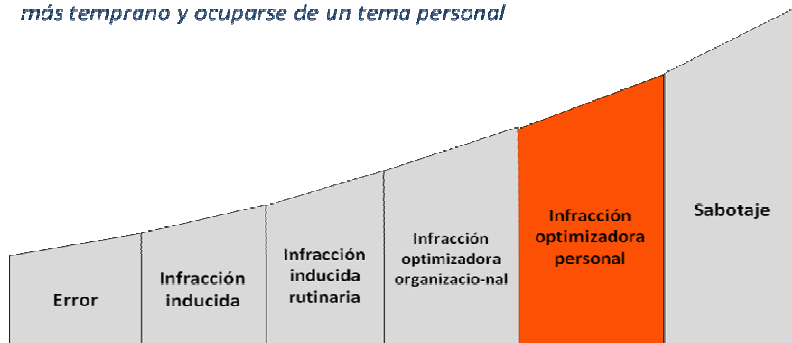 más temprano y ocuparse de un tema personal
Error
Infracción
inducida
Infracción
inducida
rutinaria
Infracción
optimizadora
organizacio-nal
Infracción
optimizadora
personal
Sabotaje